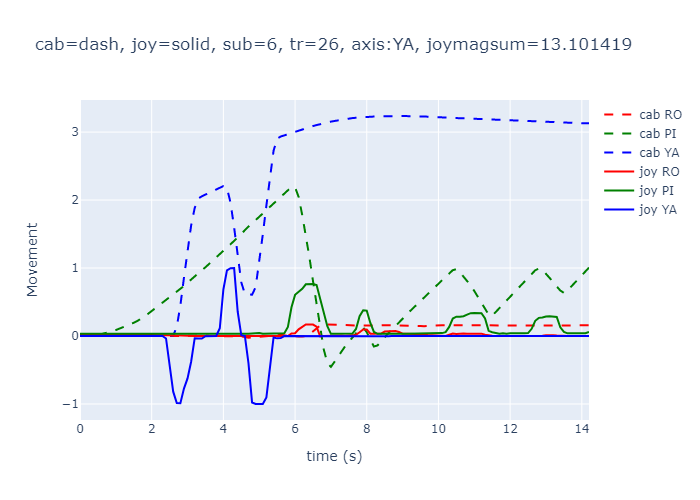 cab=dash, joy=solid, sub=6, tr=26, axis:YA, joymagsum=13.101419
cab RO
cab PI
cab YA
joy RO
joy PI
joy YA
3
2
1
0
−1
Movement
0
2
4
6
8
10
12
14
time (s)